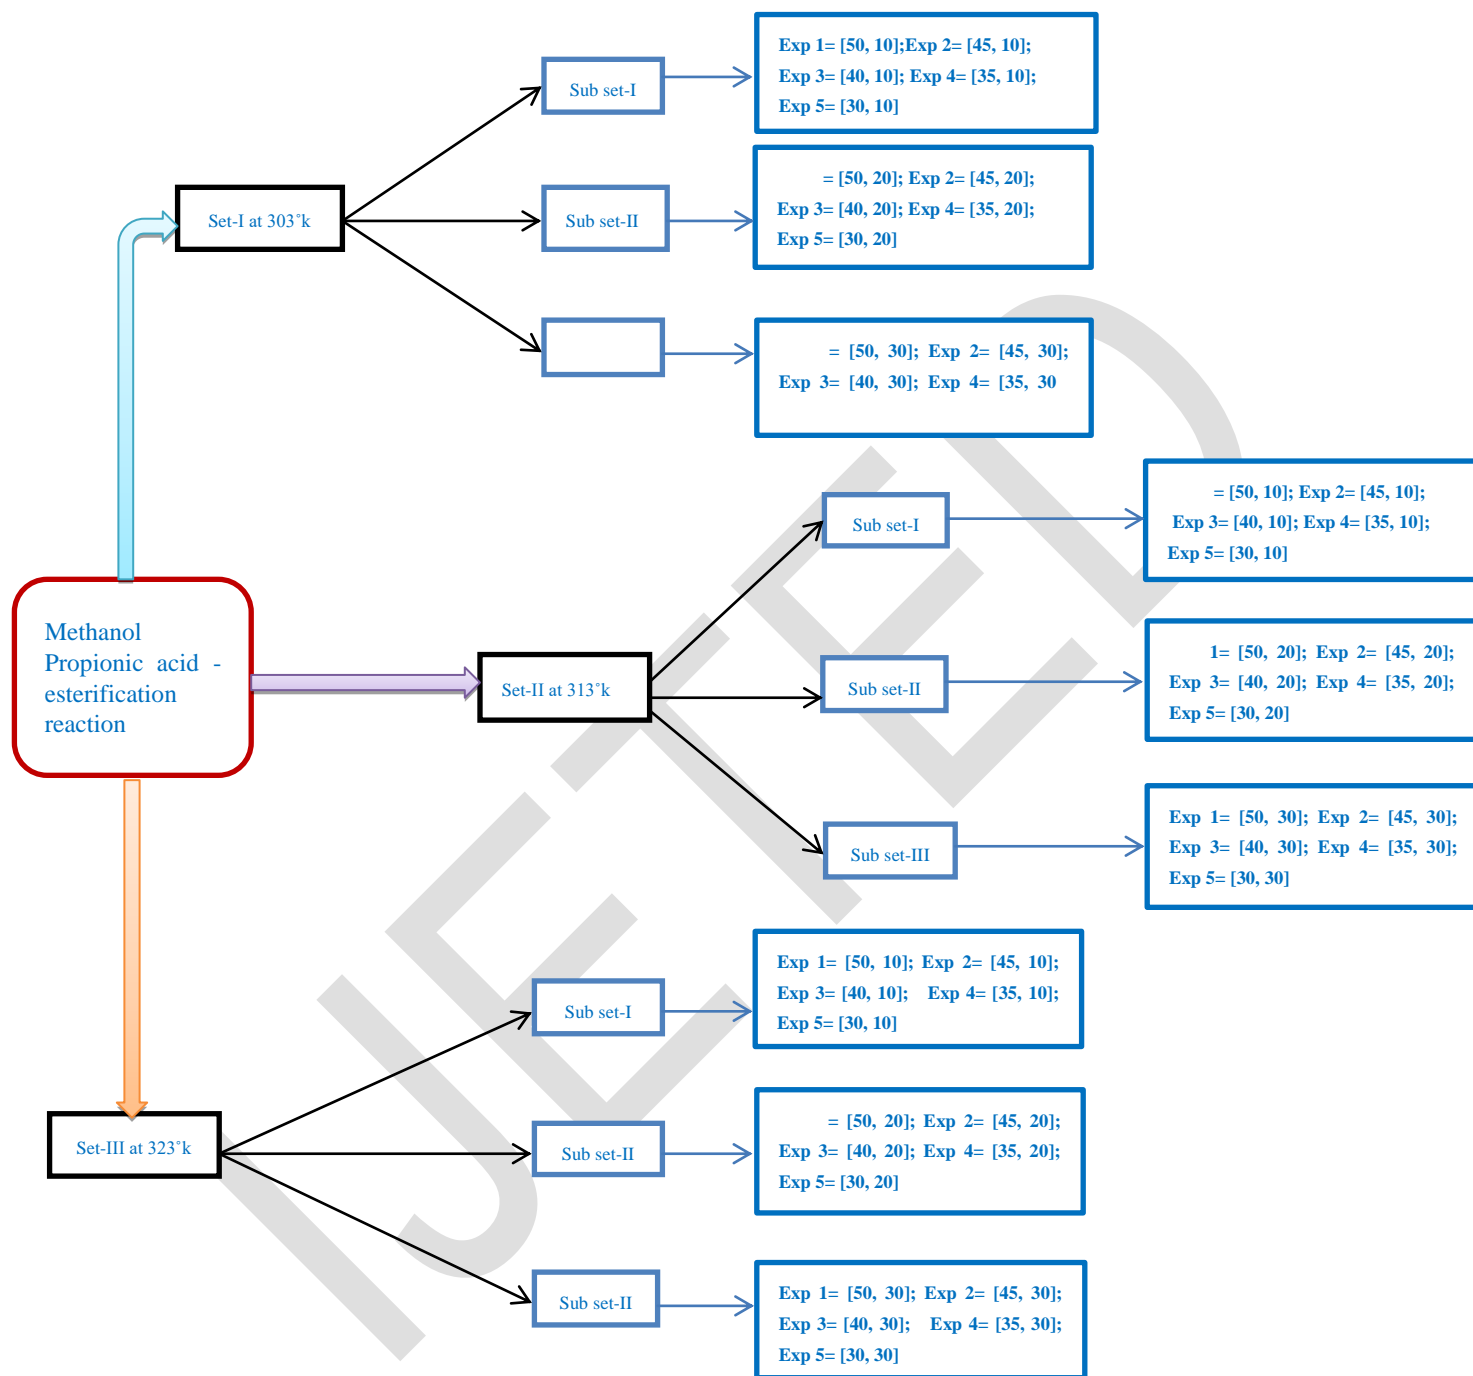 Exp 1= [50, 10];Exp 2= [45, 10];
Exp 3= [40, 10]; Exp 4= [35, 10];
Exp 5= [30, 10]
Sub set-I
= [50, 20]; Exp 2= [45, 20];
Exp 3= [40, 20]; Exp 4= [35, 20];
Exp 5= [30, 20]
Set-I at 303˚k
Sub set-II
= [50, 30]; Exp 2= [45, 30];
Exp 3= [40, 30]; Exp 4= [35, 30
= [50, 10]; Exp 2= [45, 10];
Exp 3= [40, 10]; Exp 4= [35, 10];
Exp 5= [30, 10]
Sub set-I
Methanol
Propionic acid -
esterification
reaction
Set-II at 313˚k
Sub set-II
1= [50, 20]; Exp 2= [45, 20];
Exp 3= [40, 20]; Exp 4= [35, 20];
Exp 5= [30, 20]
Sub set-III
Exp 1= [50, 30]; Exp 2= [45, 30];
Exp 3= [40, 30]; Exp 4= [35, 30];
Exp 5= [30, 30]
Sub set-I
Exp 1= [50, 10]; Exp 2= [45, 10];
Exp 3= [40, 10]; Exp 4= [35, 10];
Exp 5= [30, 10]
Set-III at 323˚k
Sub set-II
= [50, 20]; Exp 2= [45, 20];
Exp 3= [40, 20]; Exp 4= [35, 20];
Exp 5= [30, 20]
Sub set-II
Exp 1= [50, 30]; Exp 2= [45, 30];
Exp 3= [40, 30]; Exp 4= [35, 30];
Exp 5= [30, 30]
IJETED